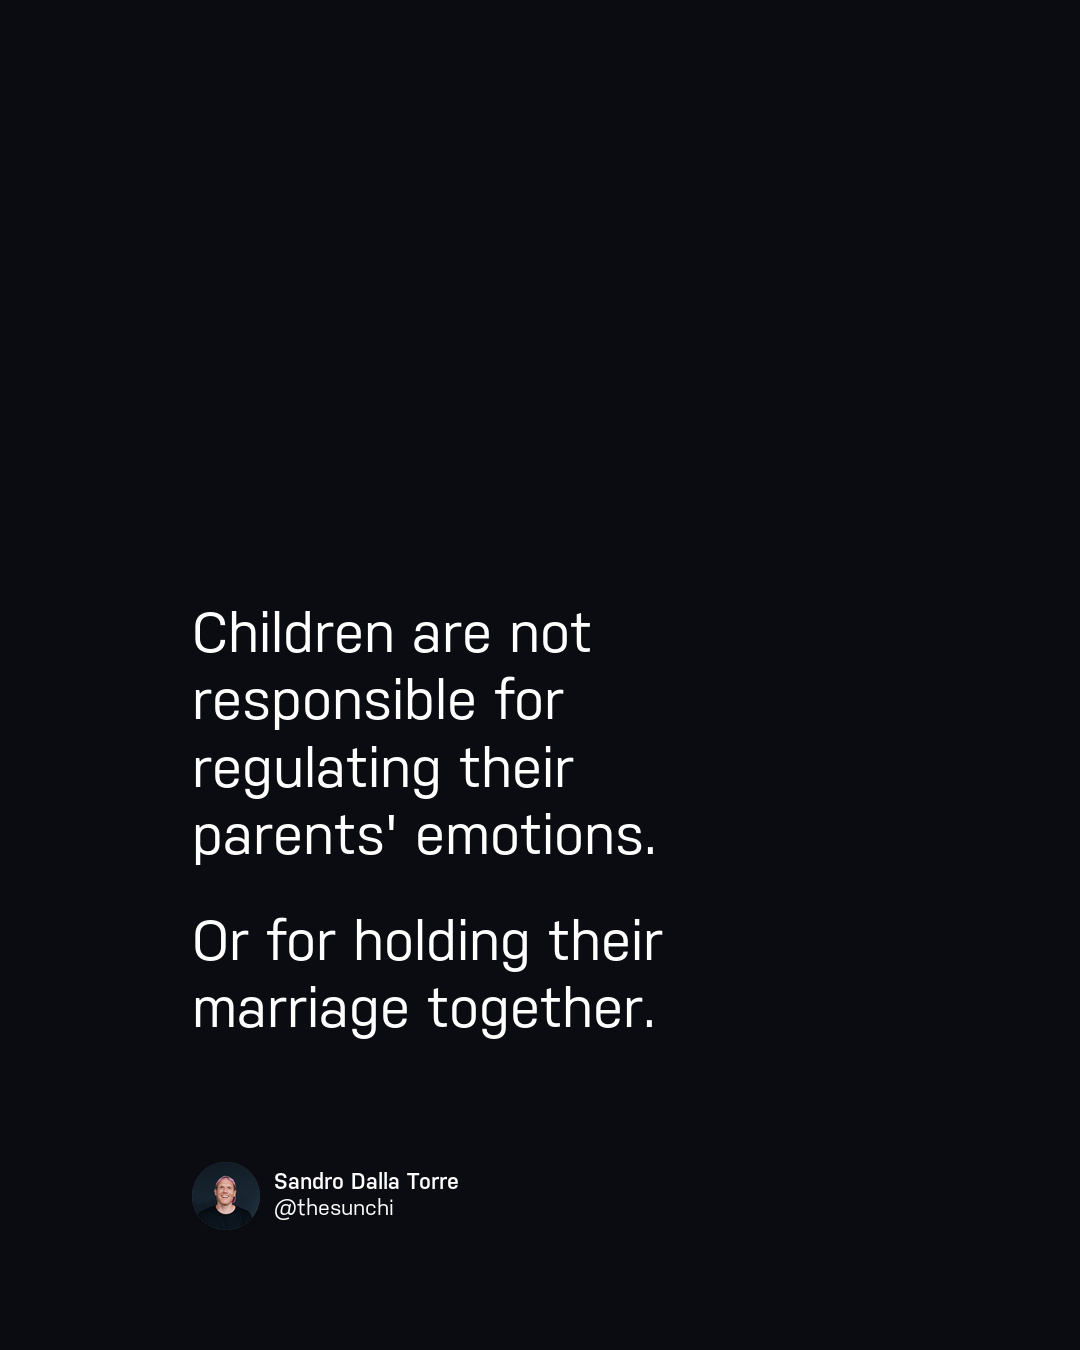 Children are not
responsible for
regulating their
parents' emotions.
Or for holding their
marriage together.
Sandro Dalla Torre
@thesunchi